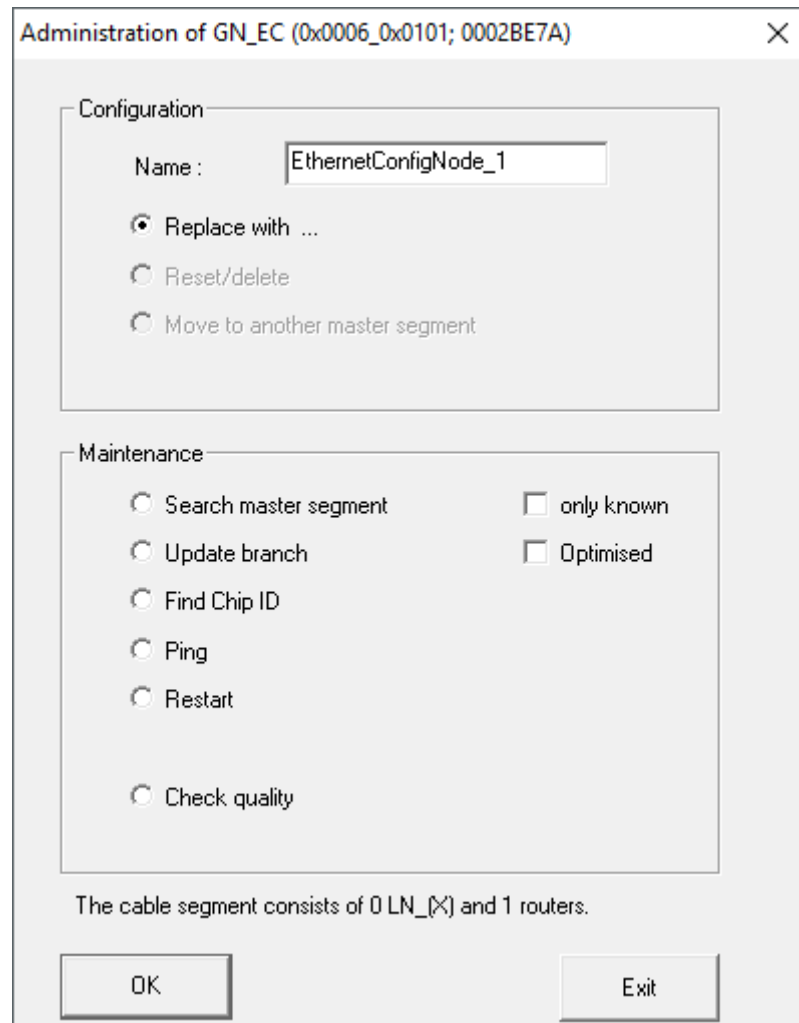 Administration of GN_EC (0x0006_0x0101; 0002BE7A)
Configuration
Name :
EthernetConfigNode_1
Replace with ...
Reset/delete
Move to another master segment
Maintenance
Search master segment
only known
Update branch
Optimised
Find Chip ID
Ping
Restart
Check quality
The cable segment consists of 0 LN_(X) and 1 routers.
OK
Exit